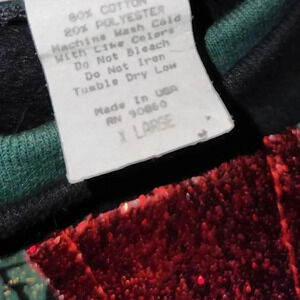 80% COTTON
20% POLYESTER
Machine Wash Cold
With Like Colors
Do Not Bleach
Do Not Iron
Tumble Dry Low
Made In USA
RN 90860
X LARGE